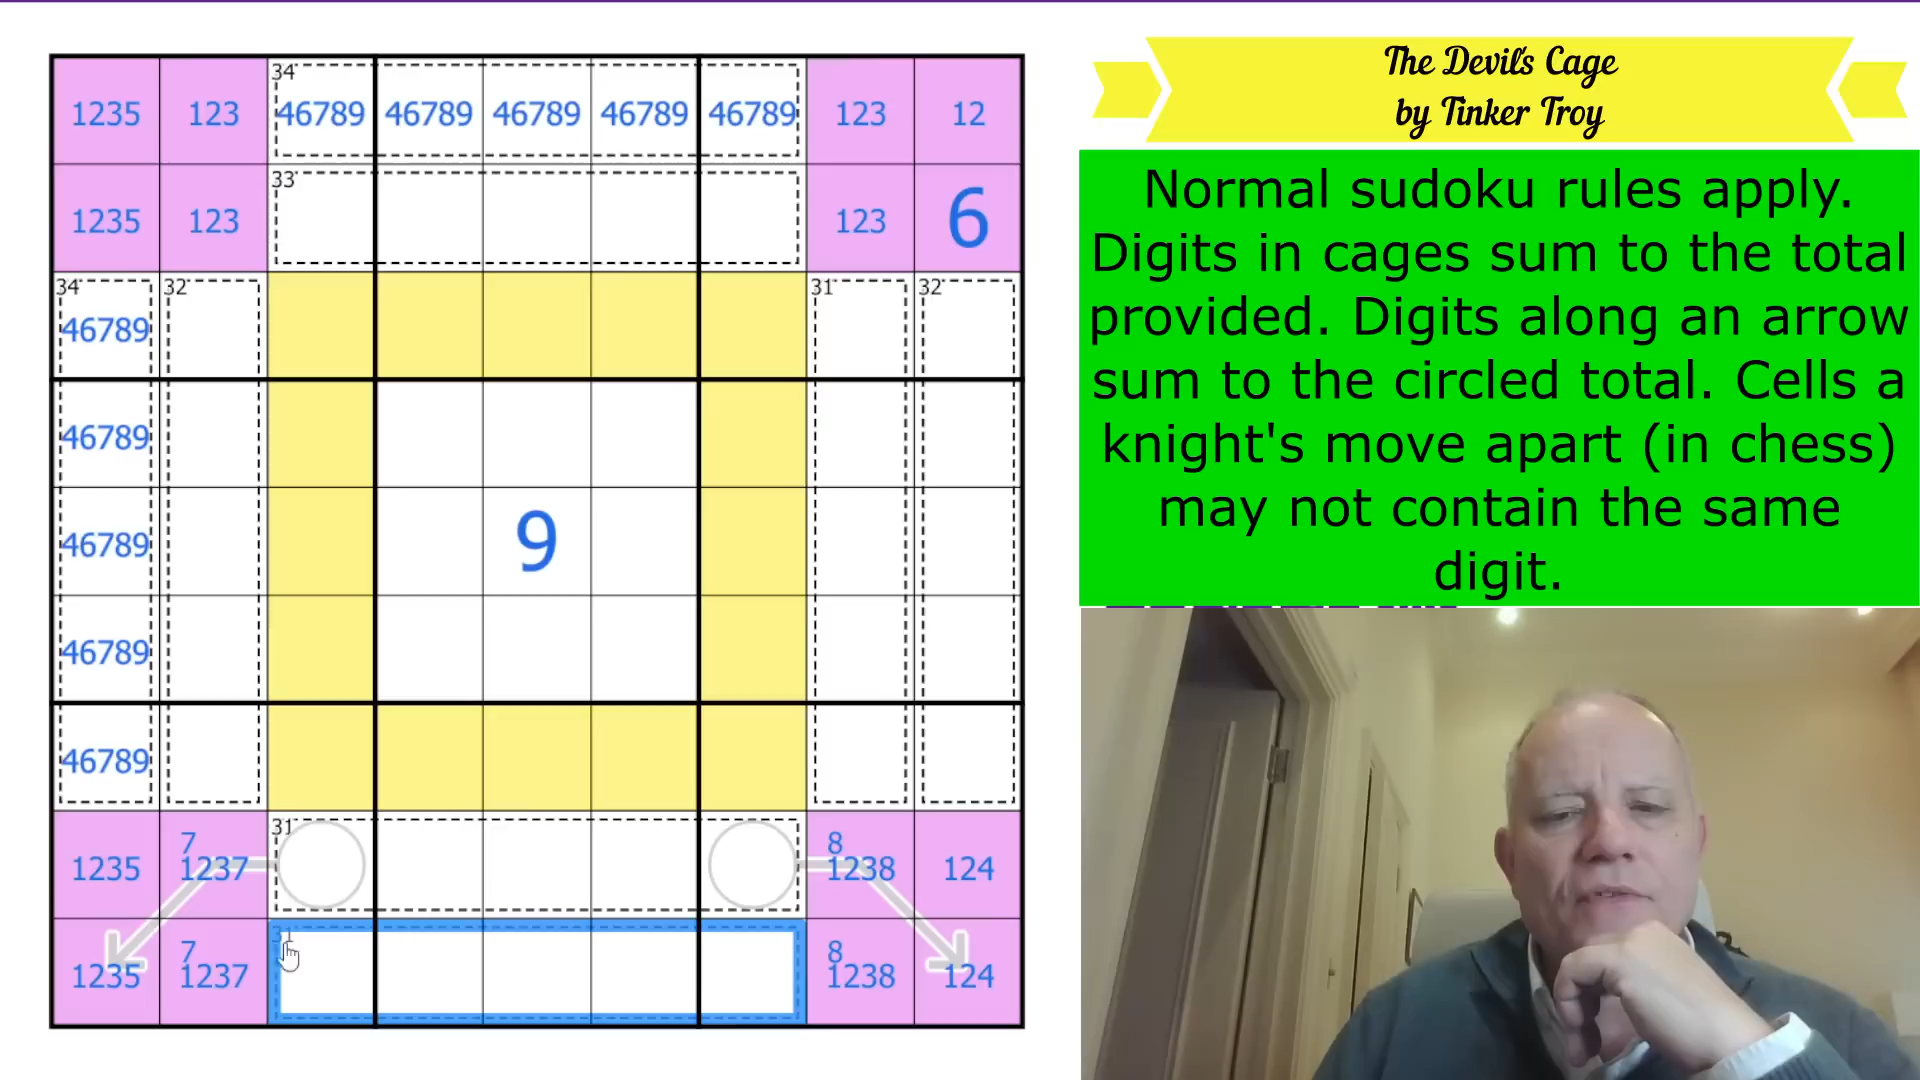 The Devil's Cage
by Tinker Troy
Normal sudoku rules apply.
Digits in cages sum to the total
provided. Digits along an arrow
sum to the circled total. Cells a
knight's move apart (in chess)
may not contain the same
digit.
34
1235 123 46789 46789 46789 46789 46789 123 12
33
1235 123 123 6
34 32 31 32
46789
46789
46789 9
46789
46789
31
7 8
1235 1237 1238 124
31
7 8
1235 1237 1238 124